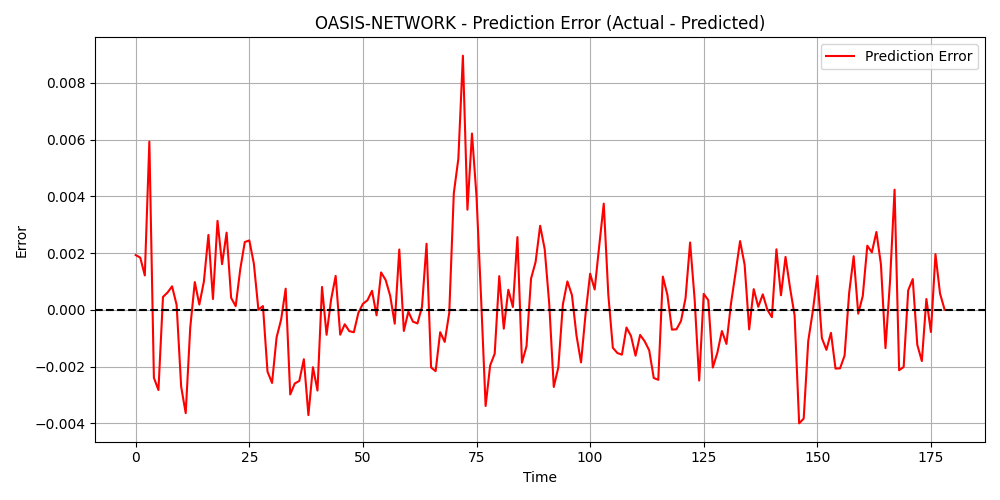 OASIS-NETWORK - Prediction Error (Actual - Predicted)
Prediction Error
Error
0.008
0.006
0.004
0.002
0.000
−0.002
−0.004
0 25 50 75 100 125 150 175
Time